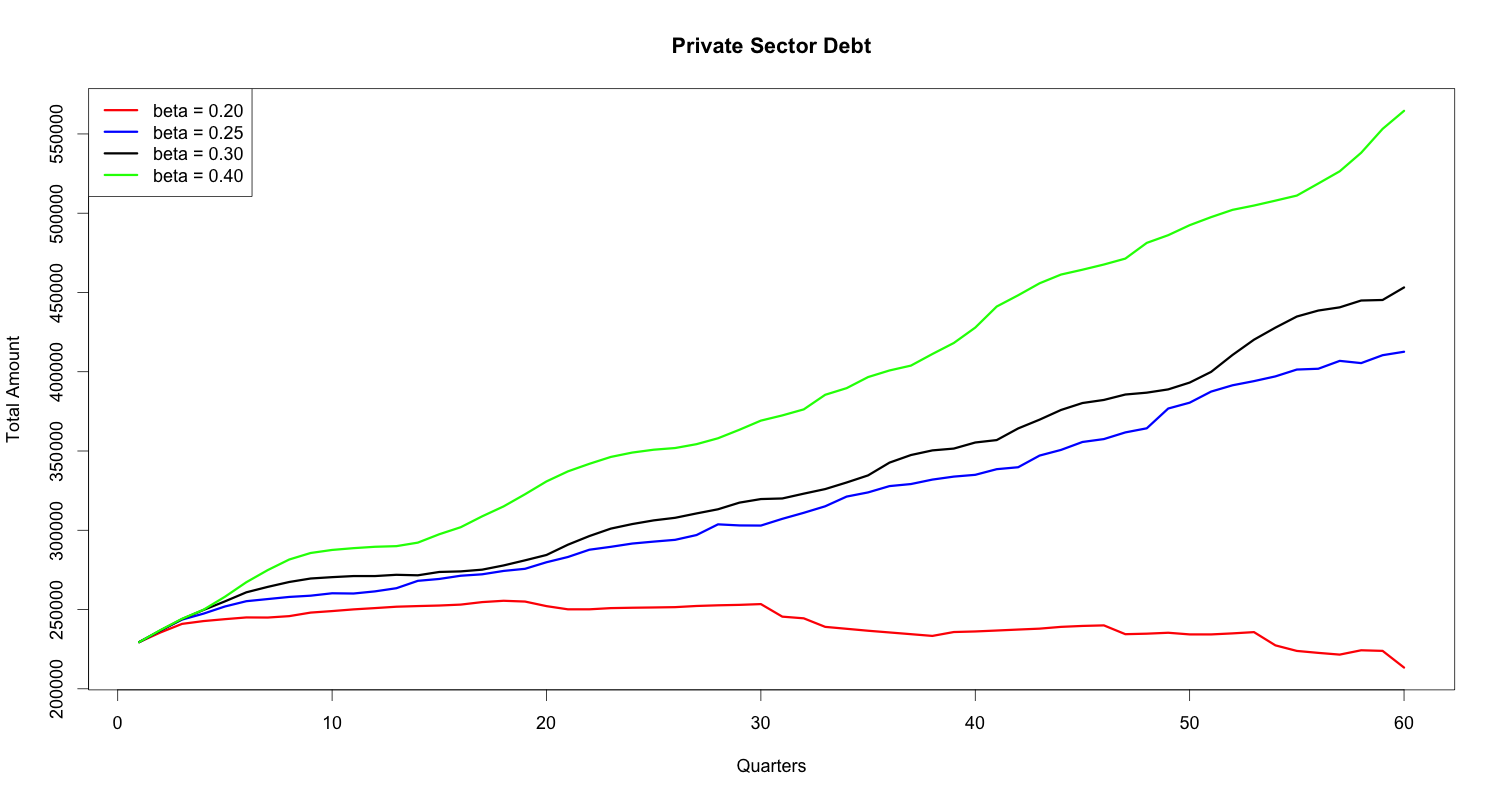 Private Sector Debt
beta = 0.20
beta = 0.25
beta = 0.30
beta = 0.40
Total Amount
550000
500000
450000
400000
350000
300000
250000
200000
0 10 20 30 40 50 60
Quarters